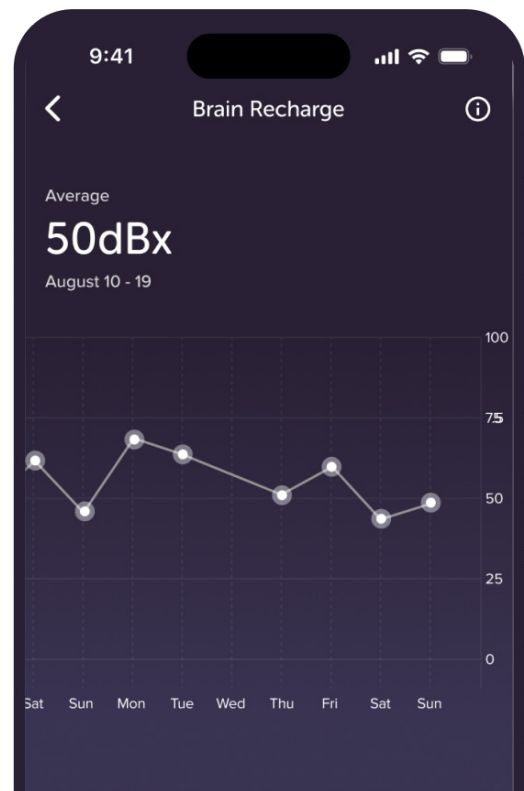 9:41
Brain Recharge
Average
50dBx
August 10 - 19
100
75
50
25
0
Sat Sun Mon Tue Wed Thu Fri Sat Sun